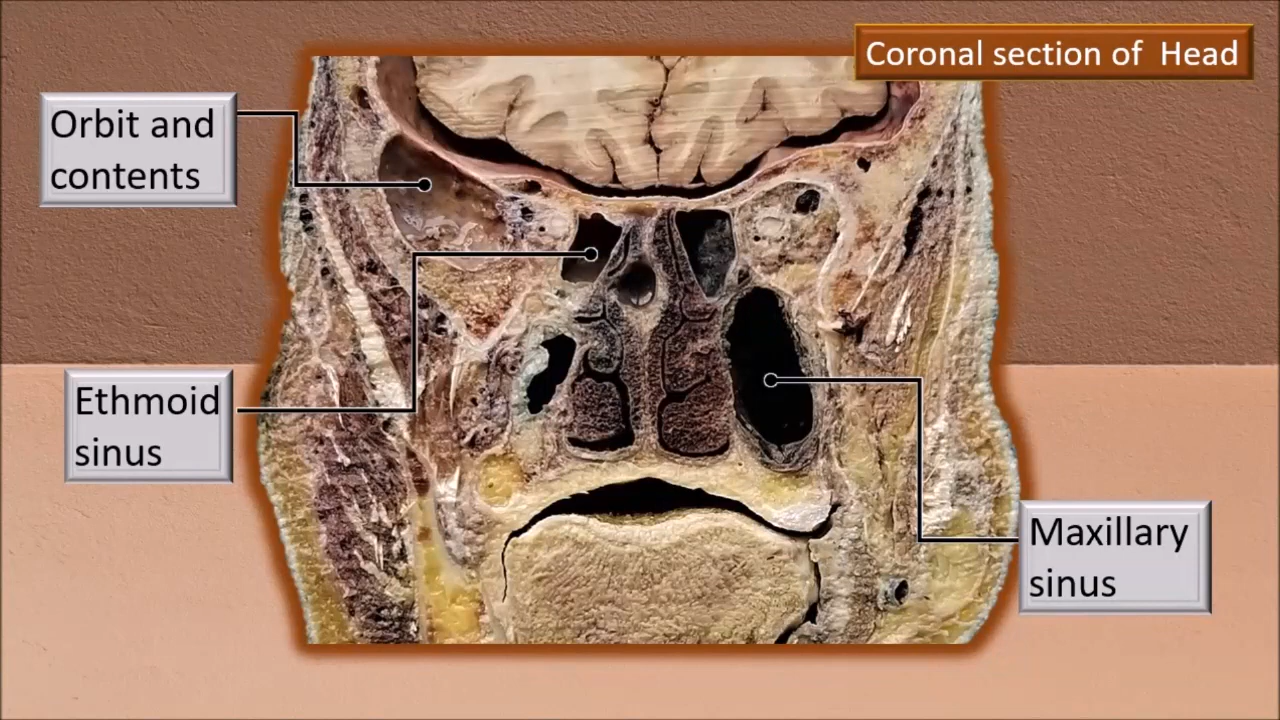 Coronal section of Head
Orbit and
contents
Ethmoid
sinus
Maxillary
sinus